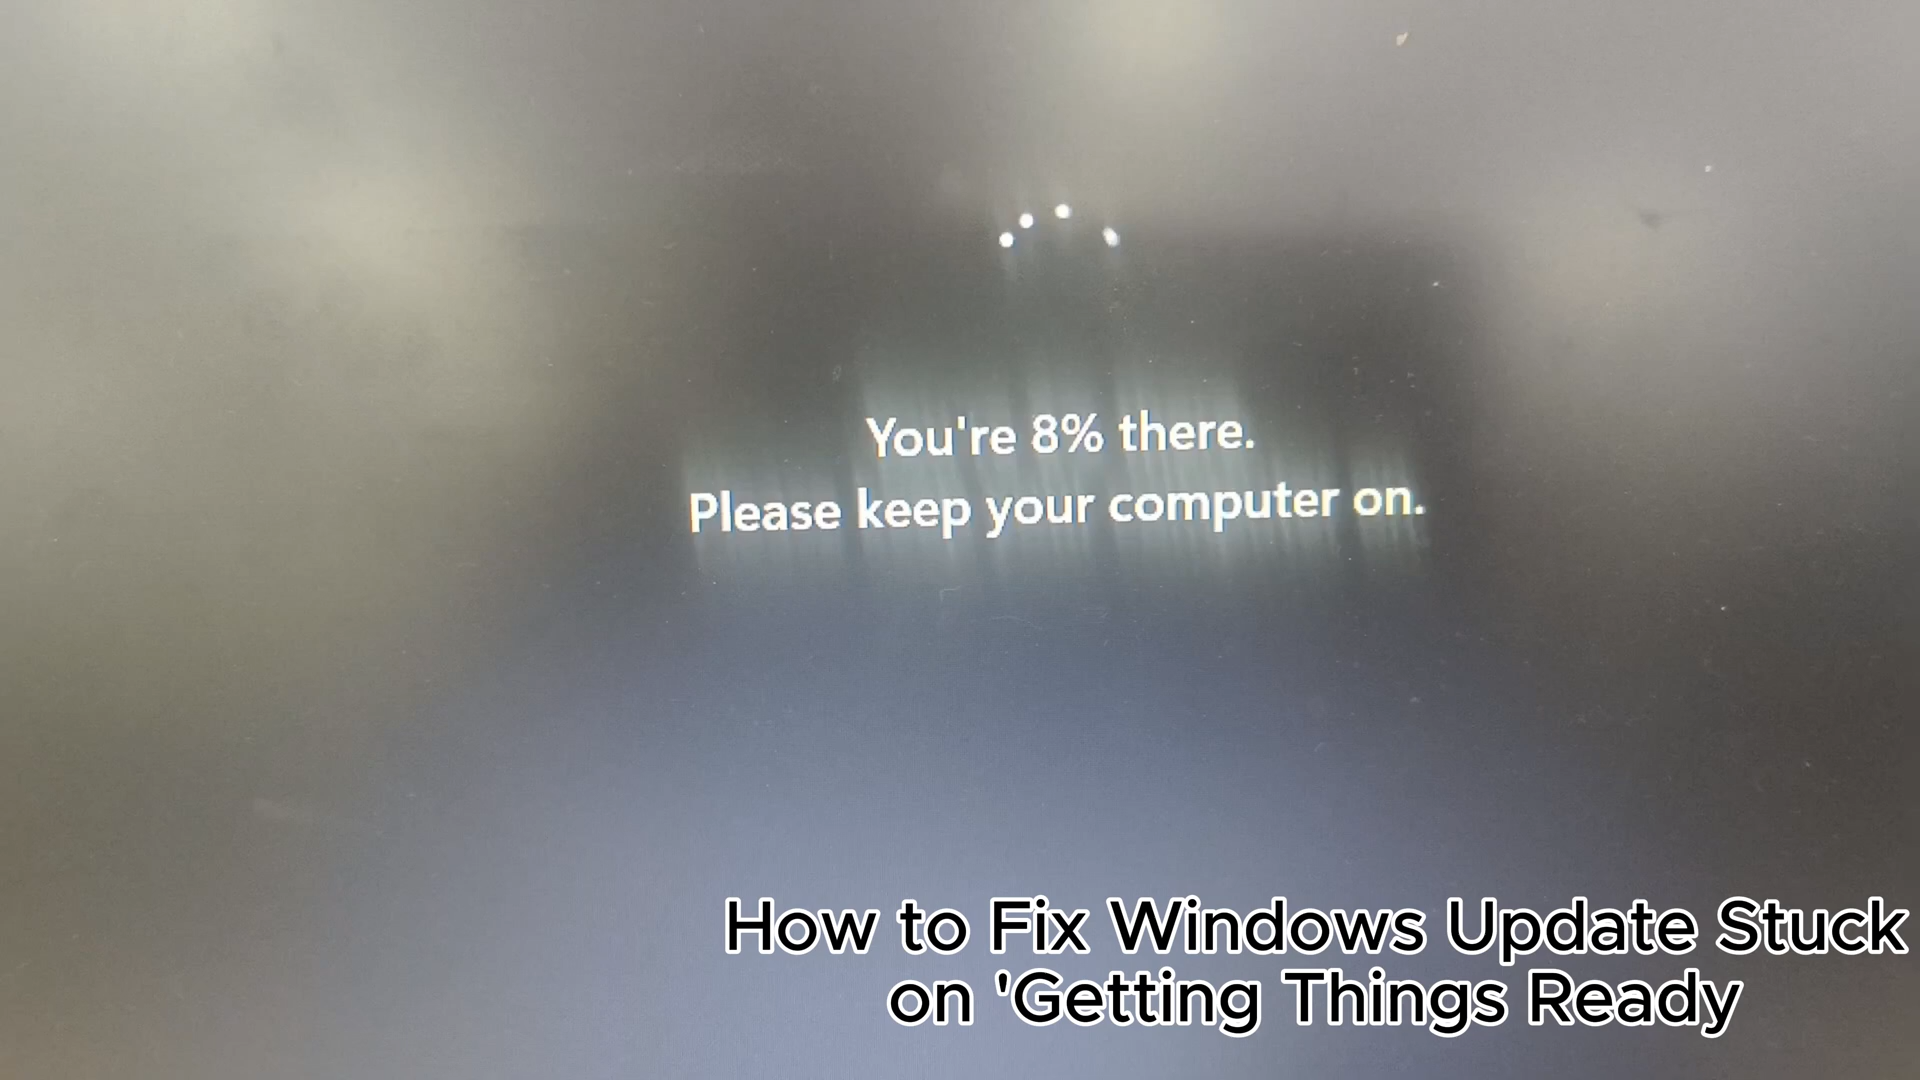 You're 8% there.
Please keep your computer on.
How to Fix Windows Update Stuck
on 'Getting Things Ready